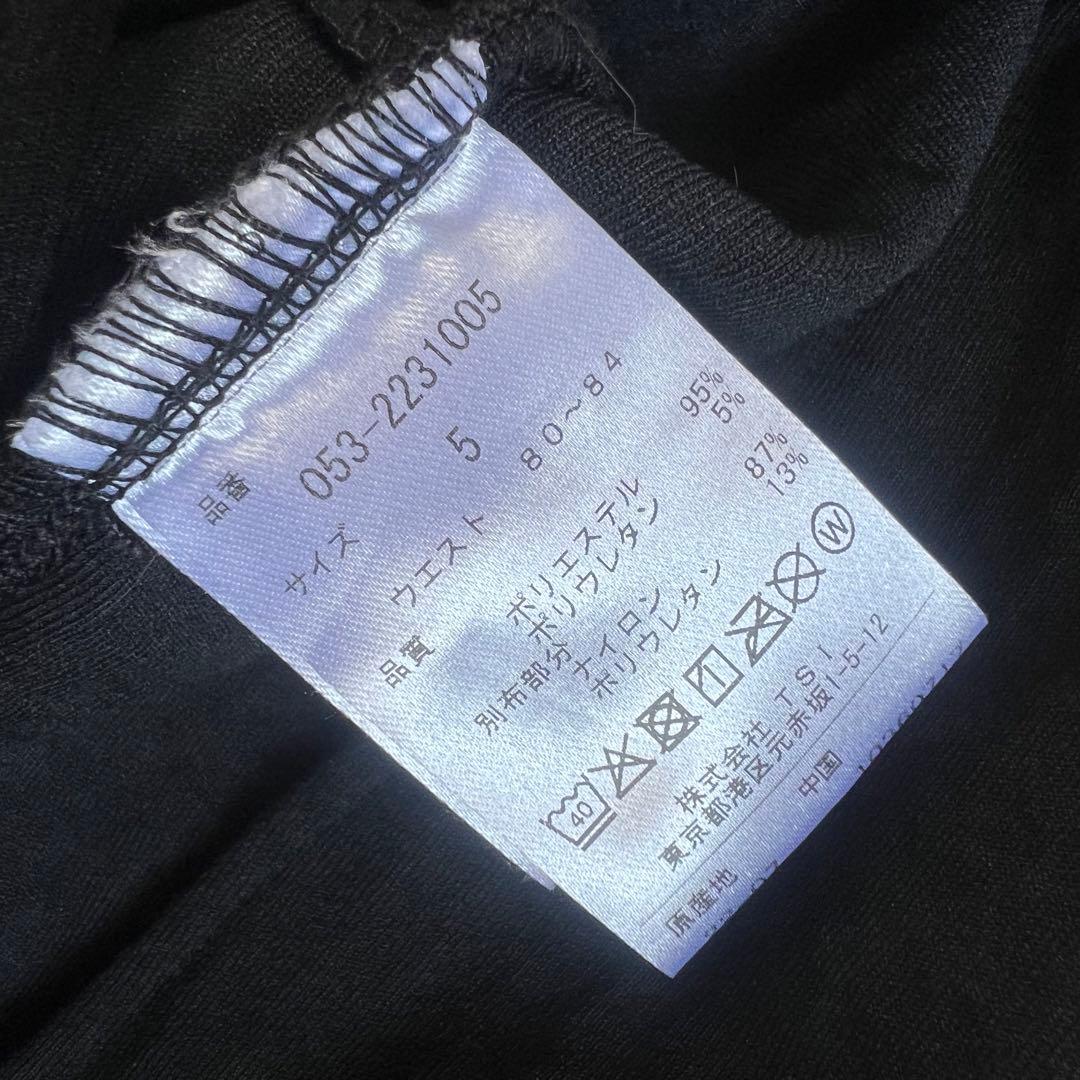 品番 053-2231005
サイズ 5
ウエスト 80～84
品質 ポリエステル 95%
ポリウレタン 5%
別布部分
ナイロン 87%
ポリウレタン 13%
40 W
株式会社 TSI
東京都港区元赤坂1-5-12
原産地 中国